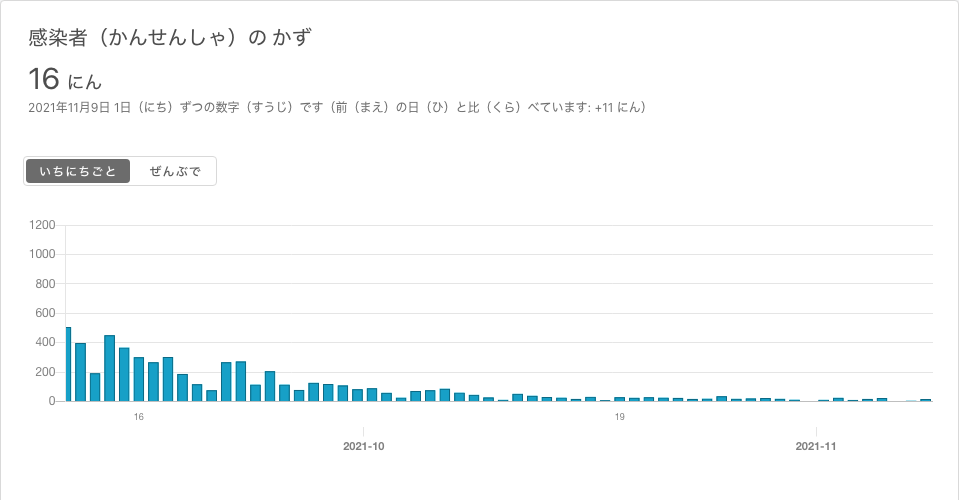 感染者（かんせんしゃ）の かず
16 にん
2021年11月9日 1日（にち）ずつの数字（すうじ）です（前（まえ）の日（ひ）と比（くら）べています: +11 にん）
いちにちごと ぜんぶで
1200
1000
800
600
400
200
0
16 19
2021-10 2021-11